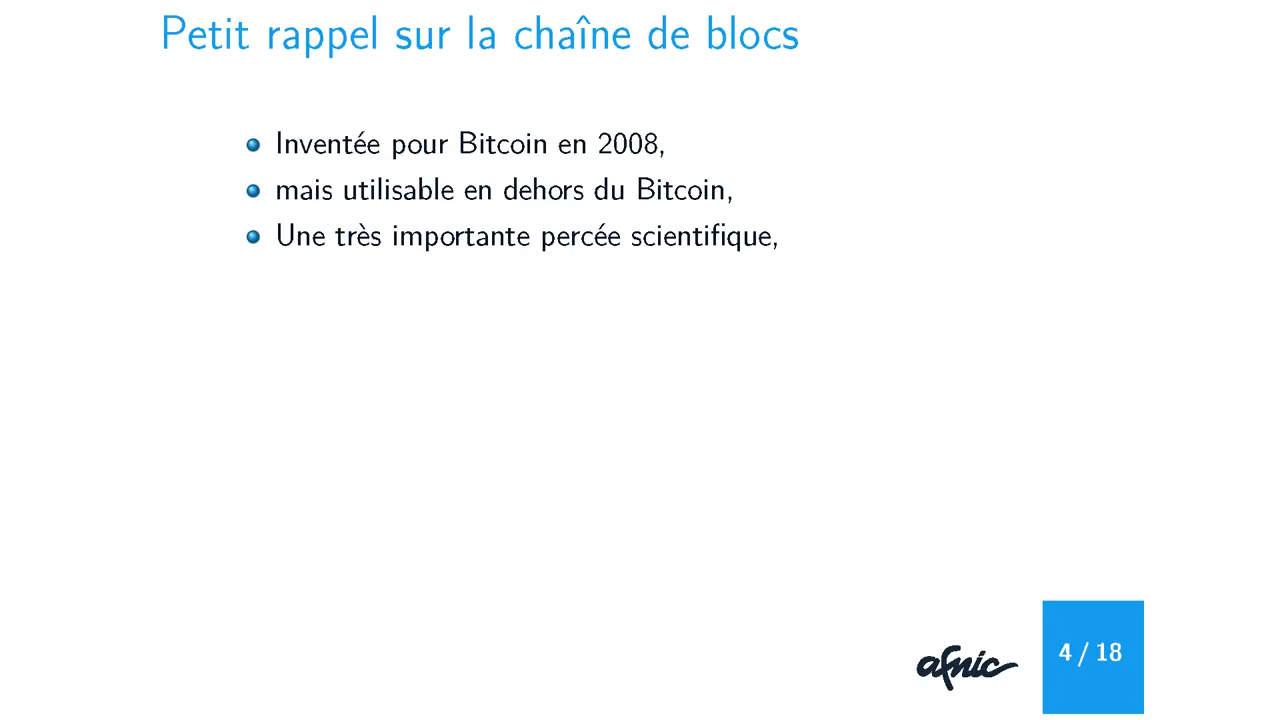 Petit rappel sur la chaîne de blocs
Inventée pour Bitcoin en 2008,
mais utilisable en dehors du Bitcoin,
Une très importante percée scientifique,
afnic
4 / 18